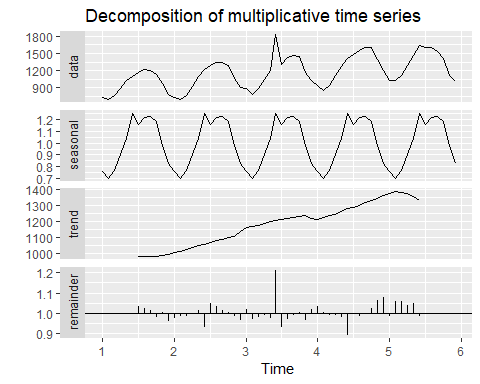 Decomposition of multiplicative time series
1800
1500
1200
900
data
1.2
1.1
1.0
0.9
0.8
0.7
seasonal
1400
1300
1200
1100
1000
trend
1.2
1.1
1.0
0.9
remainder
1 2 3 4 5 6
Time